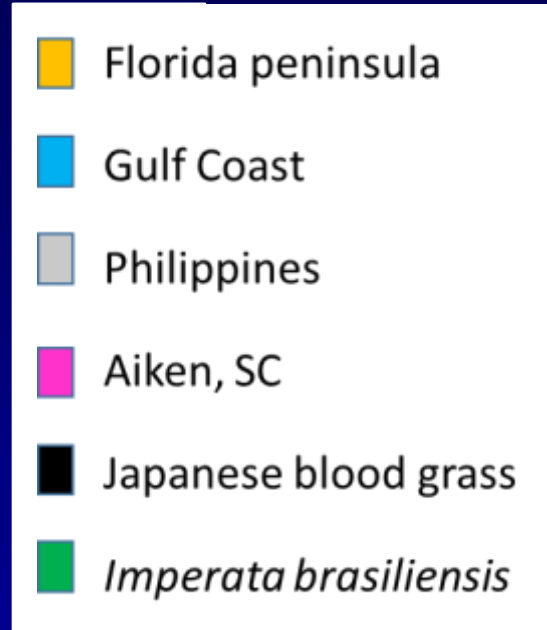 Florida peninsula
Gulf Coast
Philippines
Aiken, SC
Japanese blood grass
Imperata brasiliensis